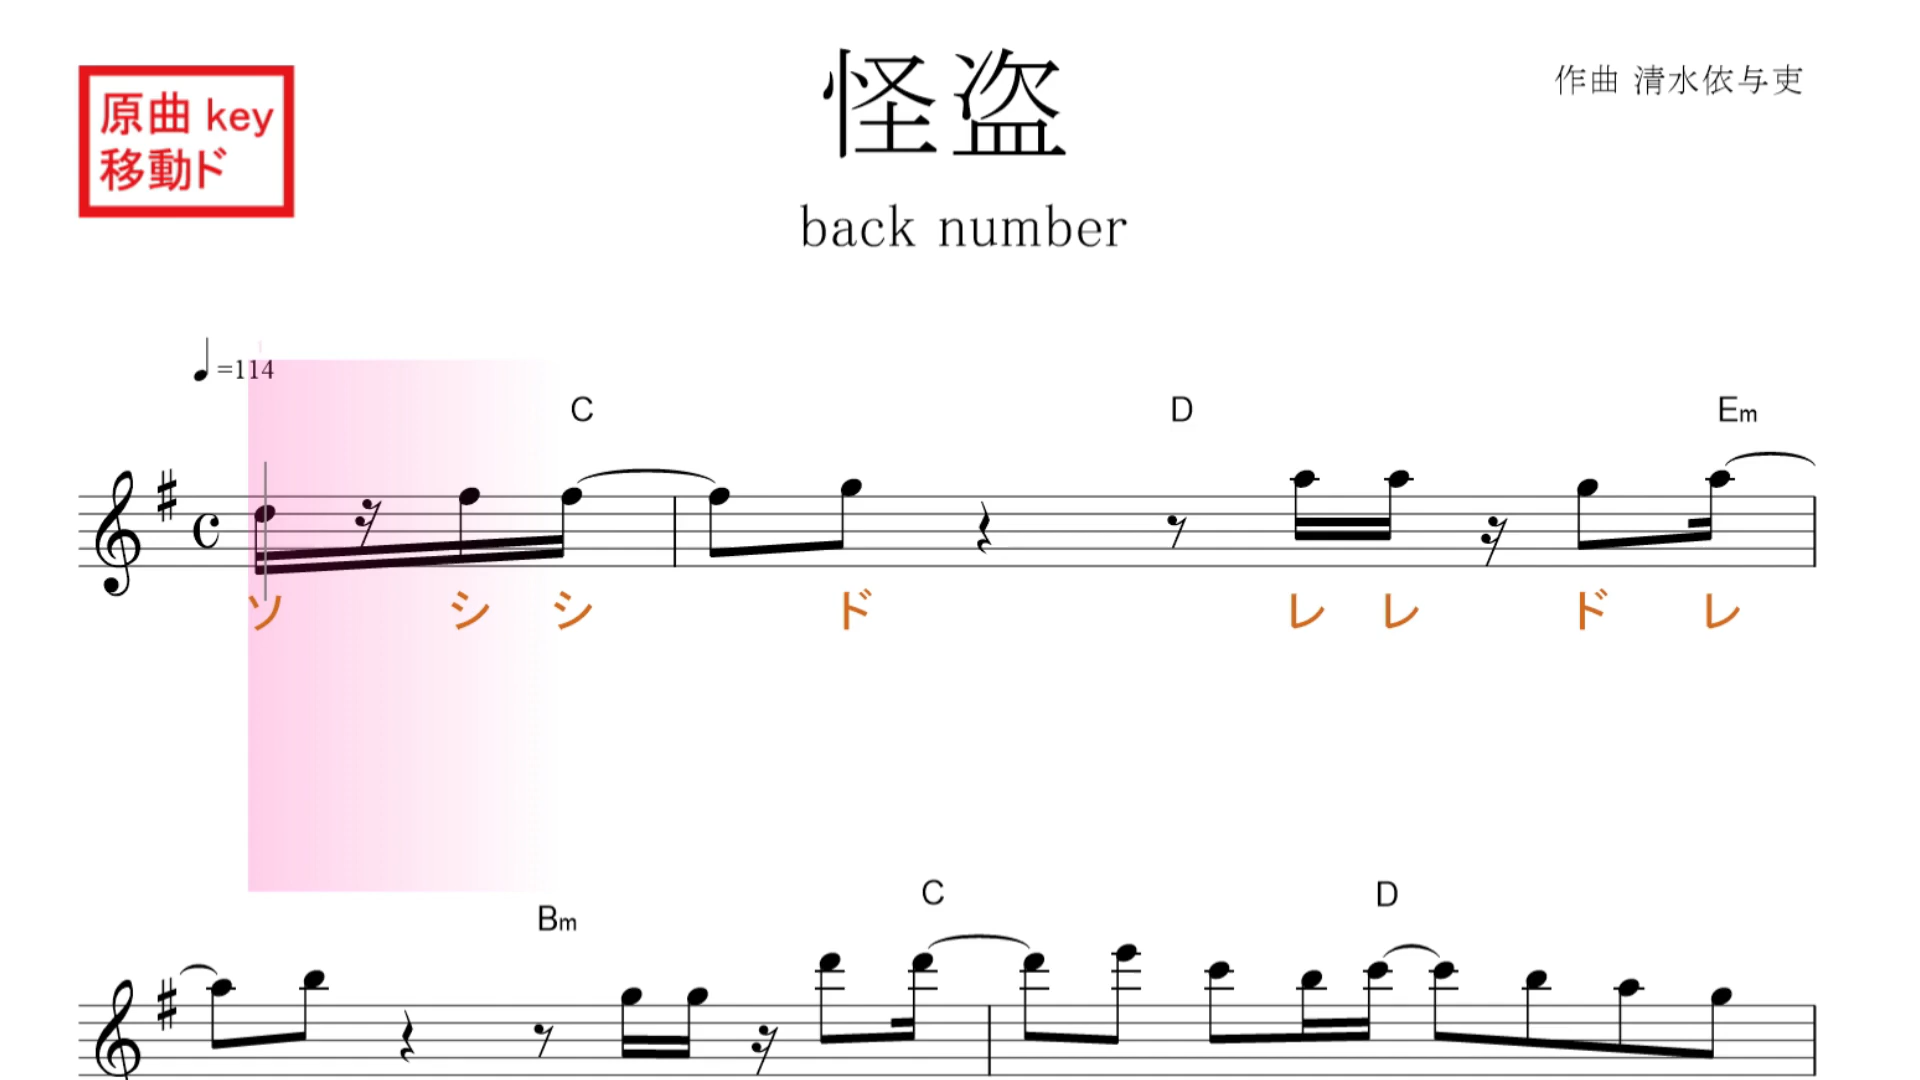 原曲 key
移動ド
怪盗
back number
作曲 清水依与吏
=114
C D Em
ソ シ シ ド レ レ ド レ
Bm C D